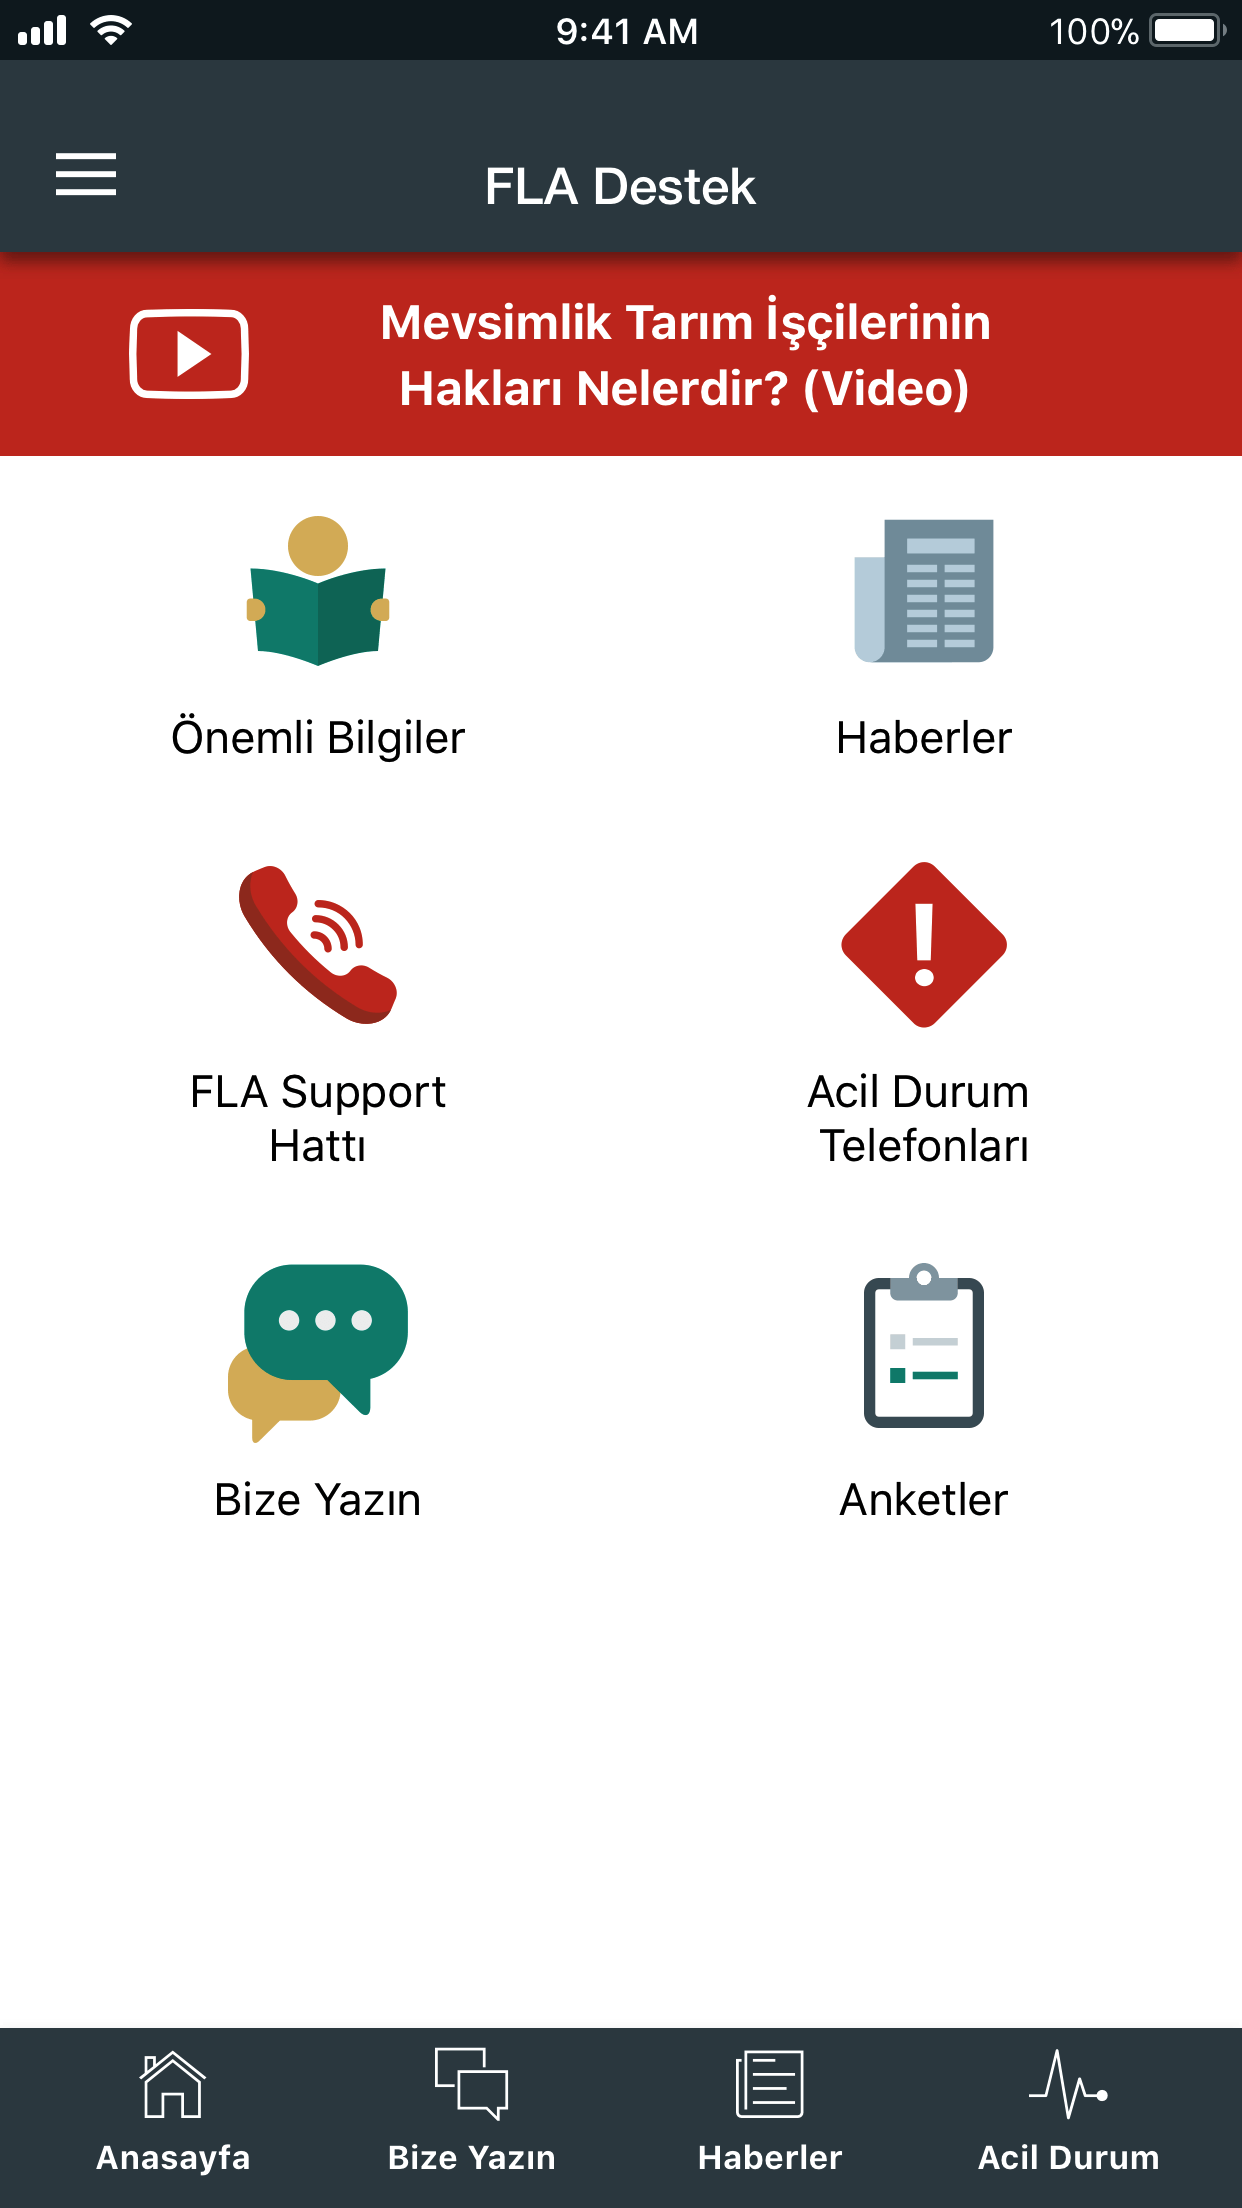 9:41 AM
100%
FLA Destek
Mevsimlik Tarım İşçilerinin
Hakları Nelerdir? (Video)
Önemli Bilgiler
Haberler
FLA Support
Hattı
Acil Durum
Telefonları
Bize Yazın
Anketler
Anasayfa
Bize Yazın
Haberler
Acil Durum